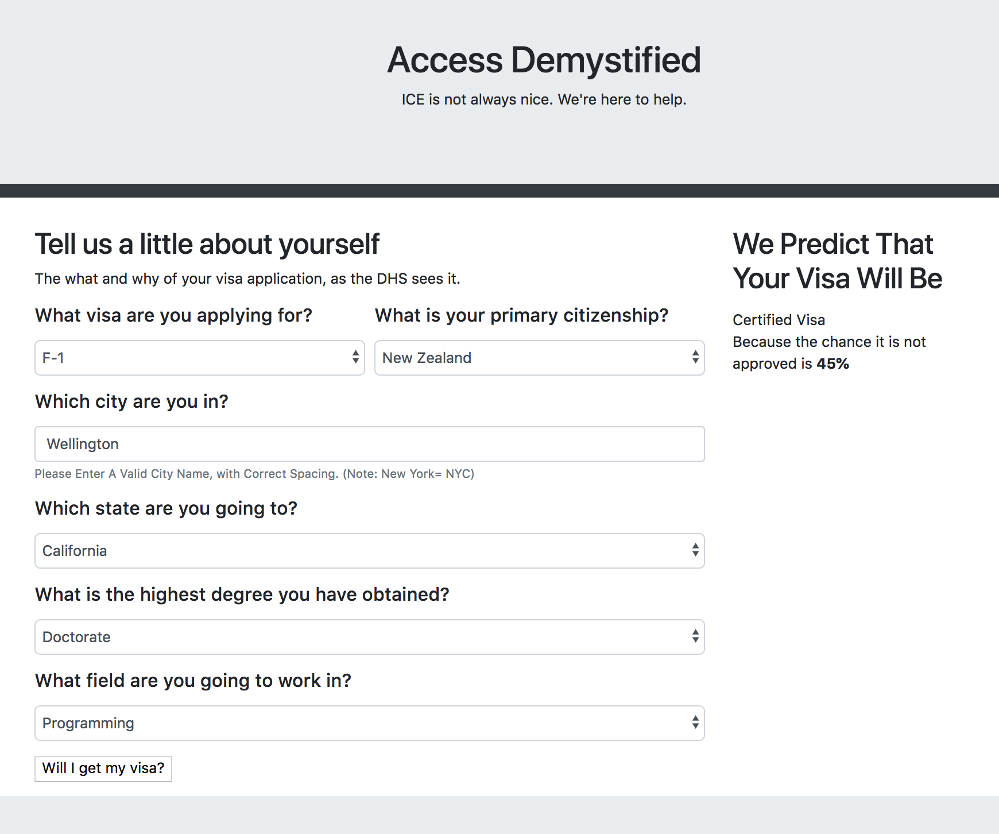 Access Demystified
ICE is not always nice. We're here to help.
Tell us a little about yourself
The what and why of your visa application, as the DHS sees it.
What visa are you applying for?
F-1
What is your primary citizenship?
New Zealand
Which city are you in?
Wellington
Please Enter A Valid City Name, with Correct Spacing. (Note: New York= NYC)
Which state are you going to?
California
What is the highest degree you have obtained?
Doctorate
What field are you going to work in?
Programming
Will I get my visa?
We Predict That
Your Visa Will Be
Certified Visa
Because the chance it is not
approved is 45%